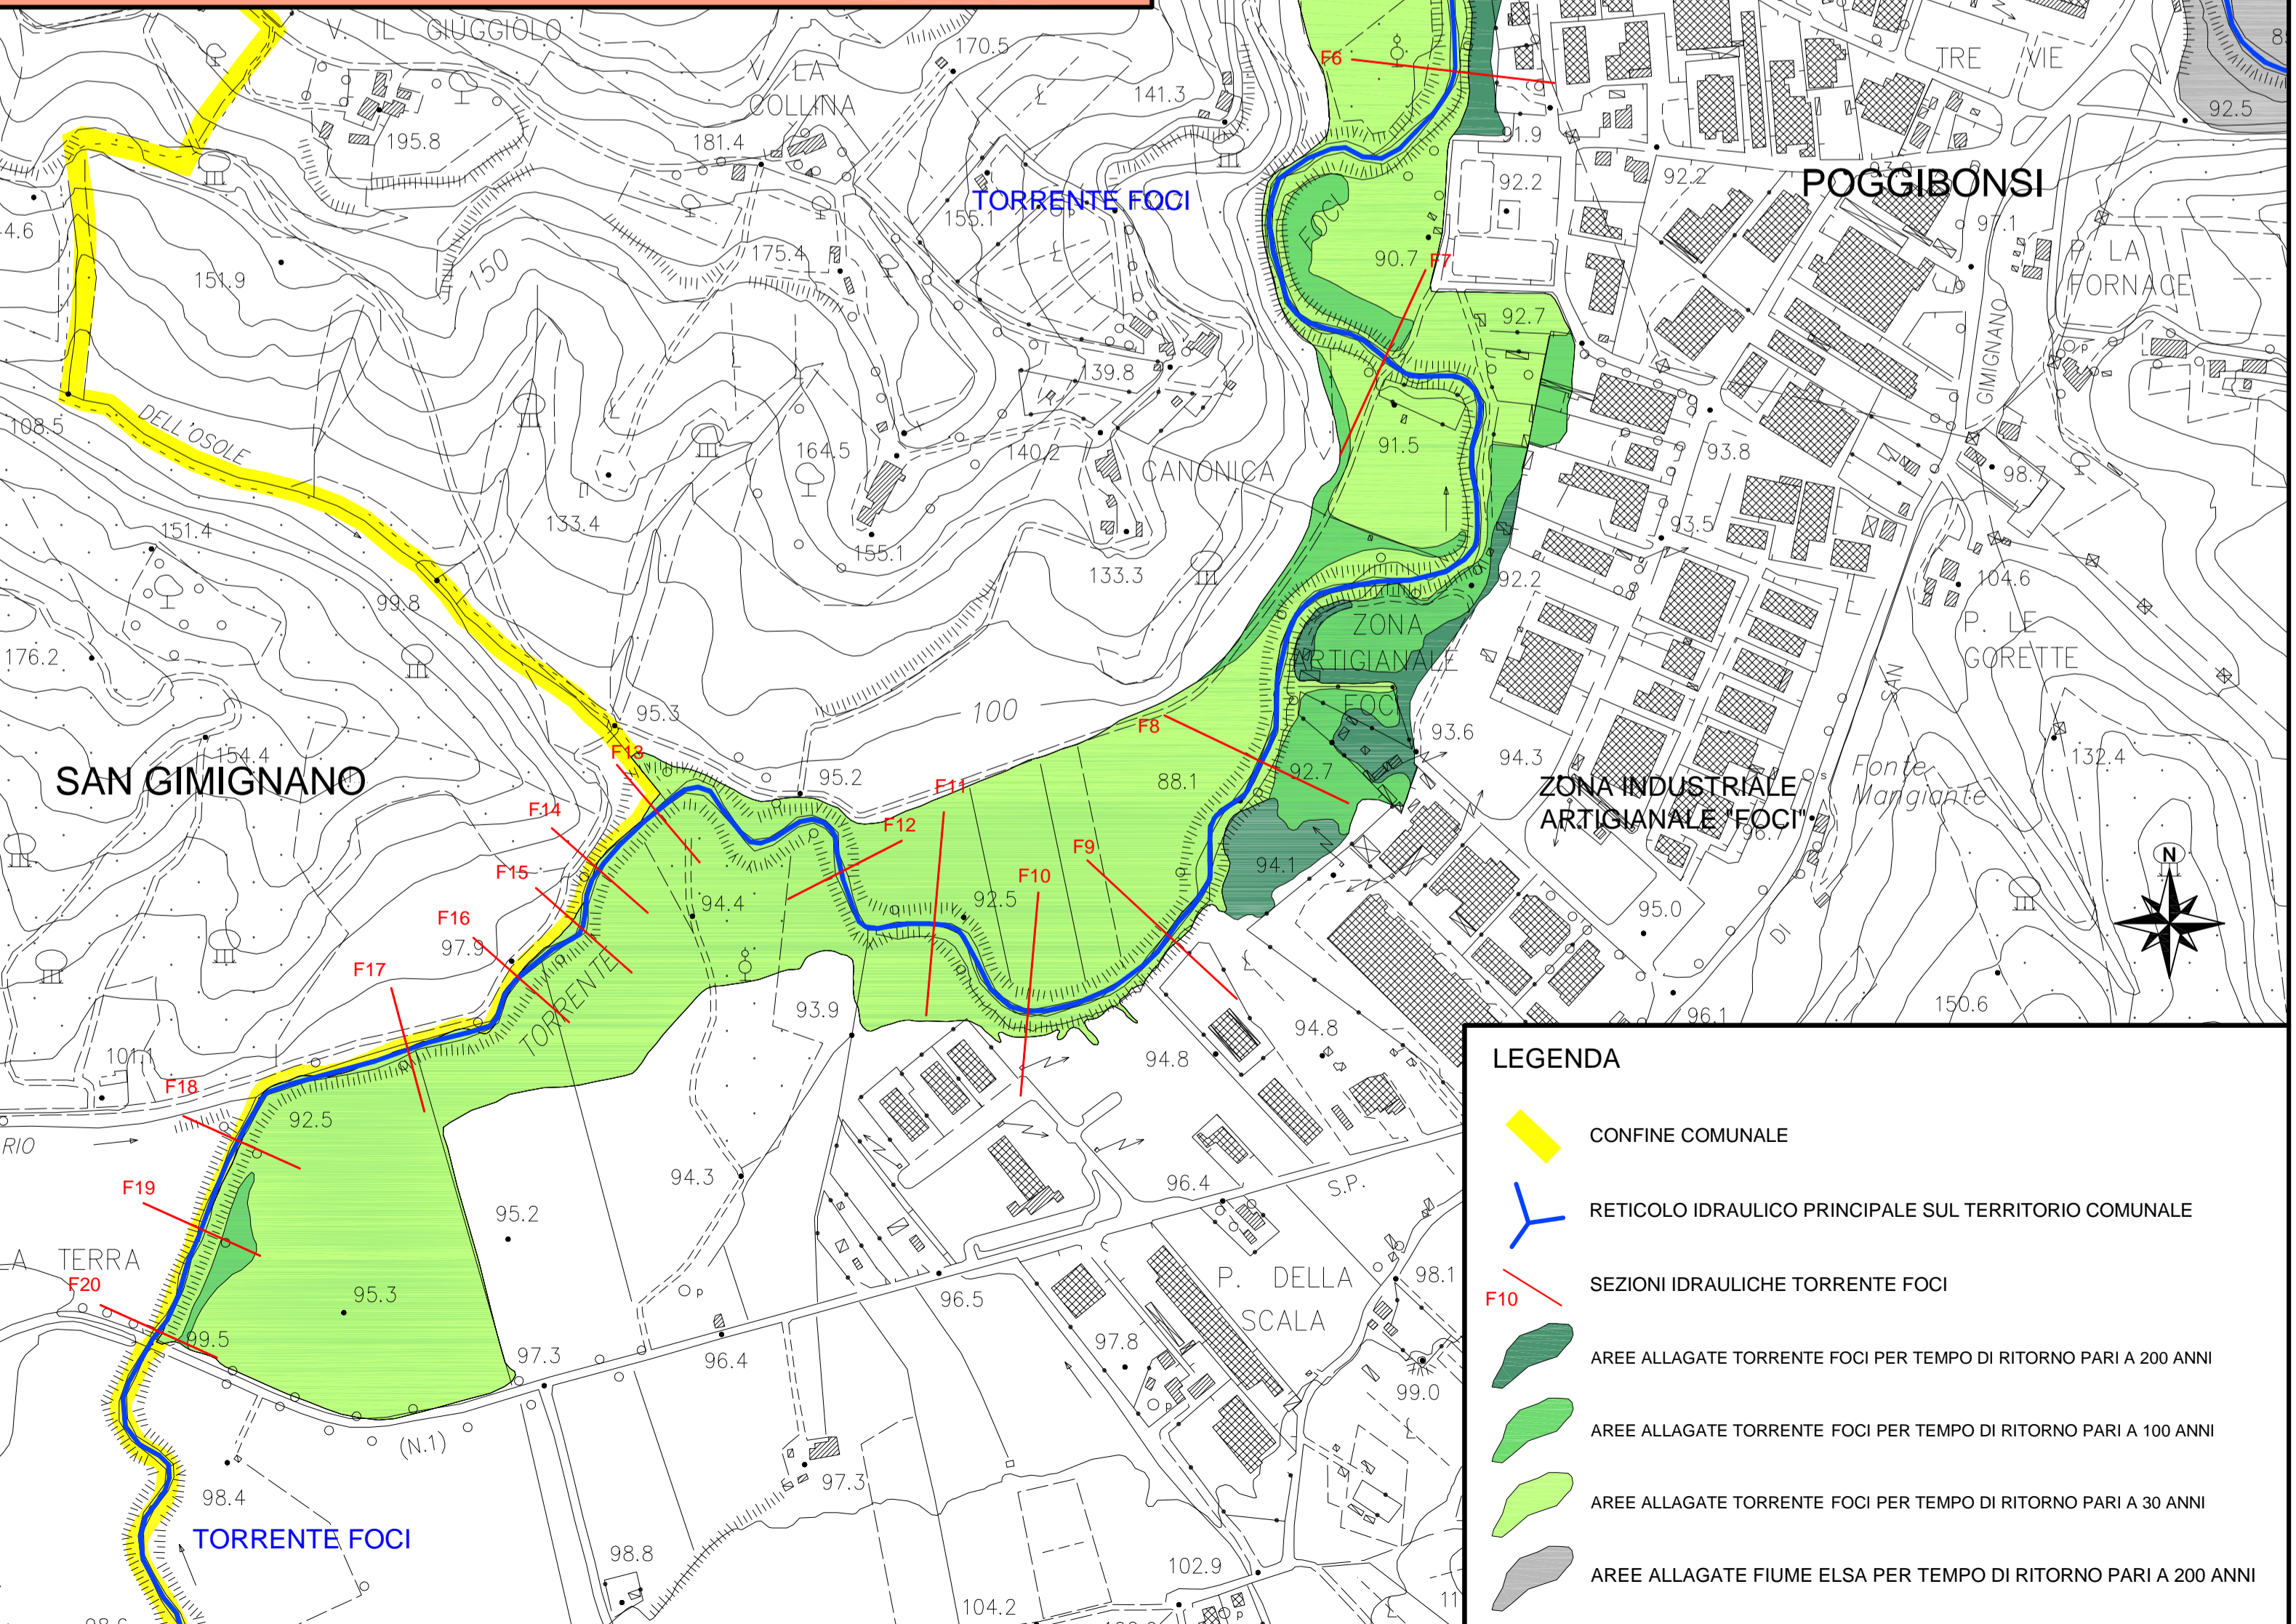 V. IL GIUGGIOLO
170.5
F6
TRE VIE
V. LA
COLLINA
141.3
92.5
195.8
181.4
91.9
92.2
92.2
POGGIBONSI
TORRENTE FOCI
155.1
97.1
4.6
FOCI
P. LA
FORNACE
151.9
150
175.4
90.7
F7
92.7
GIMIGNANO
139.8
108.5
DELL'OSOLE
164.5
140.2
CANONICA
91.5
93.8
98.7
151.4
133.4
155.1
93.5
133.3
92.2
104.6
99.8
ZONA
ARTIGIANALE
FOCI
P. LE
GORETTE
176.2
SAN
95.3
100
F8
93.6
154.4
F13
95.2
88.1
92.7
94.3
132.4
SAN GIMIGNANO
F11
ZONA INDUSTRIALE
ARTIGIANALE "FOCI"
Fonte
Mangiante
F14
F12
F9
94.1
N
F15
F10
94.4
92.5
95.0
F16
97.9
DI
F17
TORRENTE
93.9
94.8
96.1
150.6
101.1
94.8
F18
92.5
RIO
94.3
96.4
S.P.
F19
95.2
A TERRA
F20
95.3
P. DELLA
SCALA
98.1
99.5
96.5
97.8
97.3
96.4
99.0
(N.1)
97.3
98.4
TORRENTE FOCI
98.8
102.9
104.2
LEGENDA
CONFINE COMUNALE
RETICOLO IDRAULICO PRINCIPALE SUL TERRITORIO COMUNALE
F10
SEZIONI IDRAULICHE TORRENTE FOCI
AREE ALLAGATE TORRENTE FOCI PER TEMPO DI RITORNO PARI A 200 ANNI
AREE ALLAGATE TORRENTE FOCI PER TEMPO DI RITORNO PARI A 100 ANNI
AREE ALLAGATE TORRENTE FOCI PER TEMPO DI RITORNO PARI A 30 ANNI
AREE ALLAGATE FIUME ELSA PER TEMPO DI RITORNO PARI A 200 ANNI